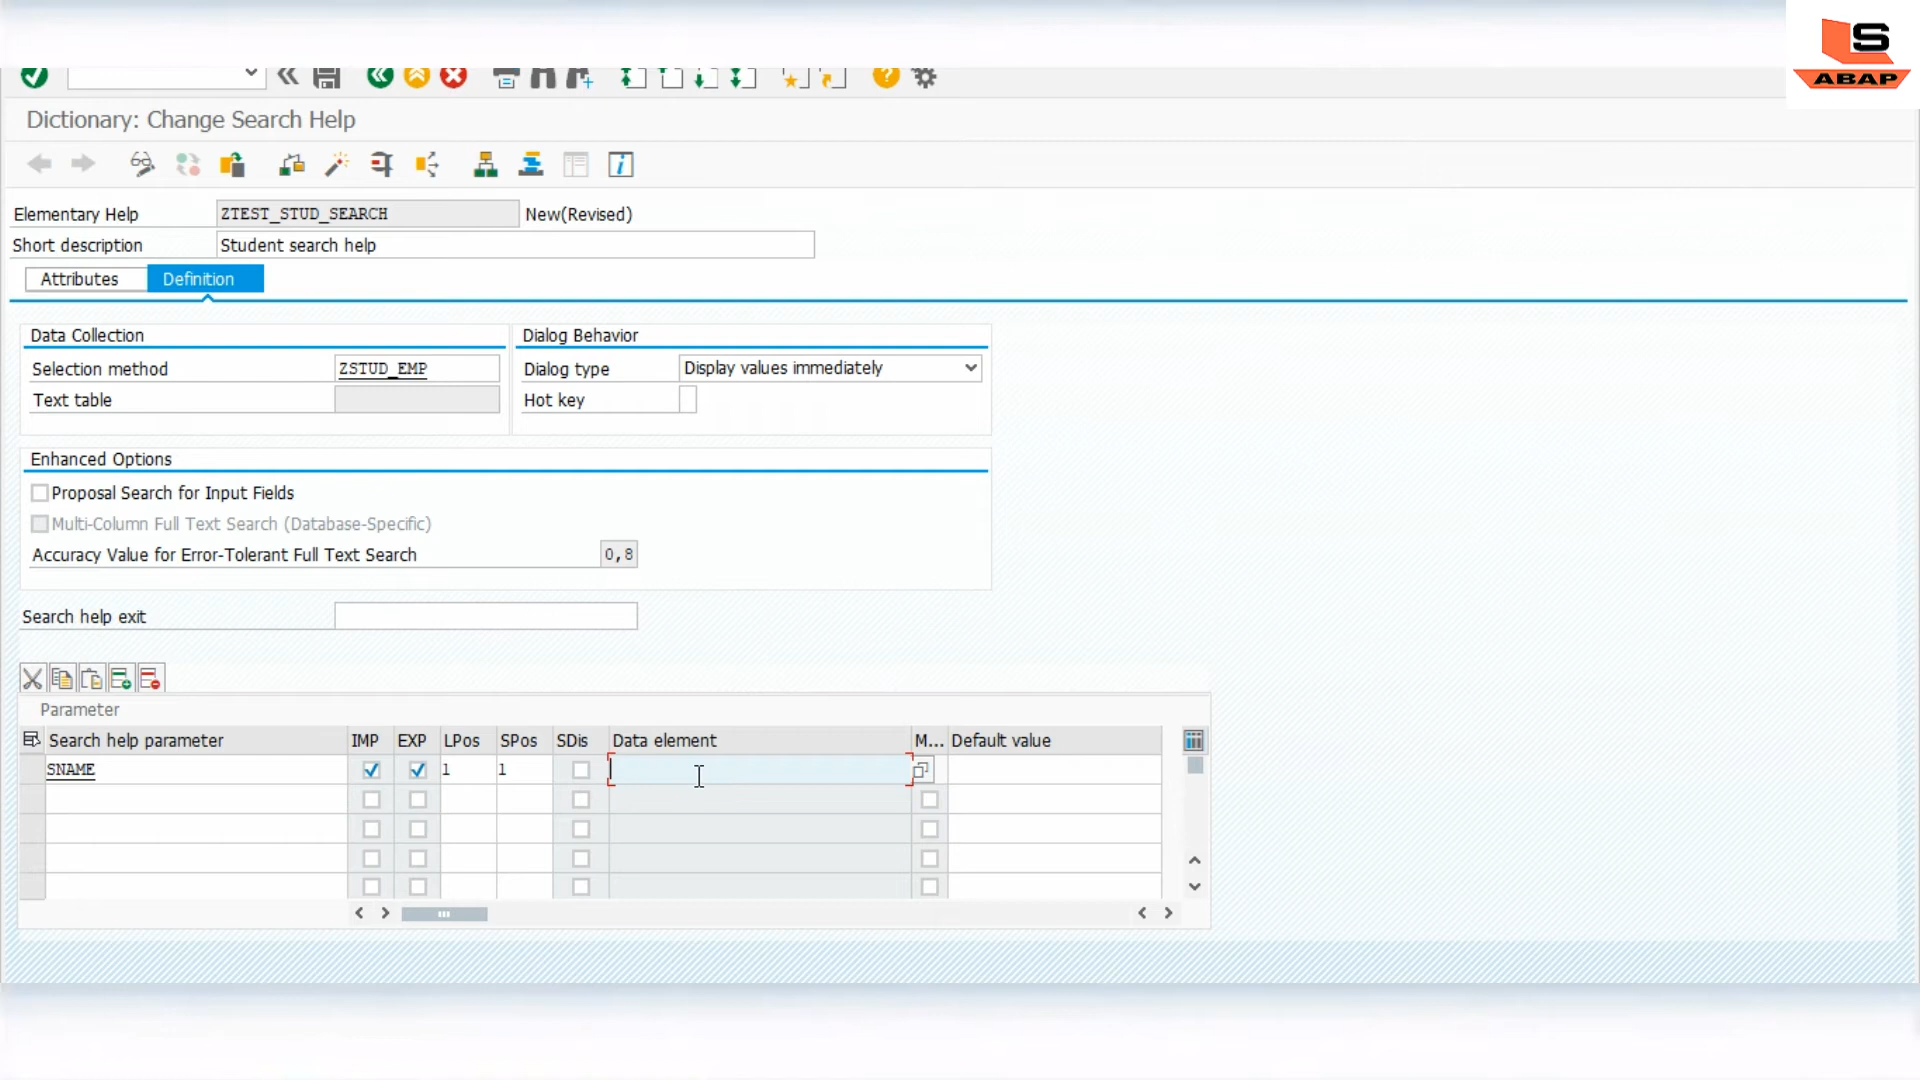 S
ABAP
Dictionary: Change Search Help
Elementary Help ZTEST_STUD_SEARCH New(Revised)
Short description Student search help
Attributes Definition
Data Collection Dialog Behavior
Selection method ZSTUD_EMP Dialog type Display values immediately
Text table Hot key
Enhanced Options
Proposal Search for Input Fields
Multi-Column Full Text Search (Database-Specific)
Accuracy Value for Error-Tolerant Full Text Search 0,8
Search help exit
Parameter
Search help parameter IMP EXP LPos SPos SDis Data element M... Default value
SNAME 1 1